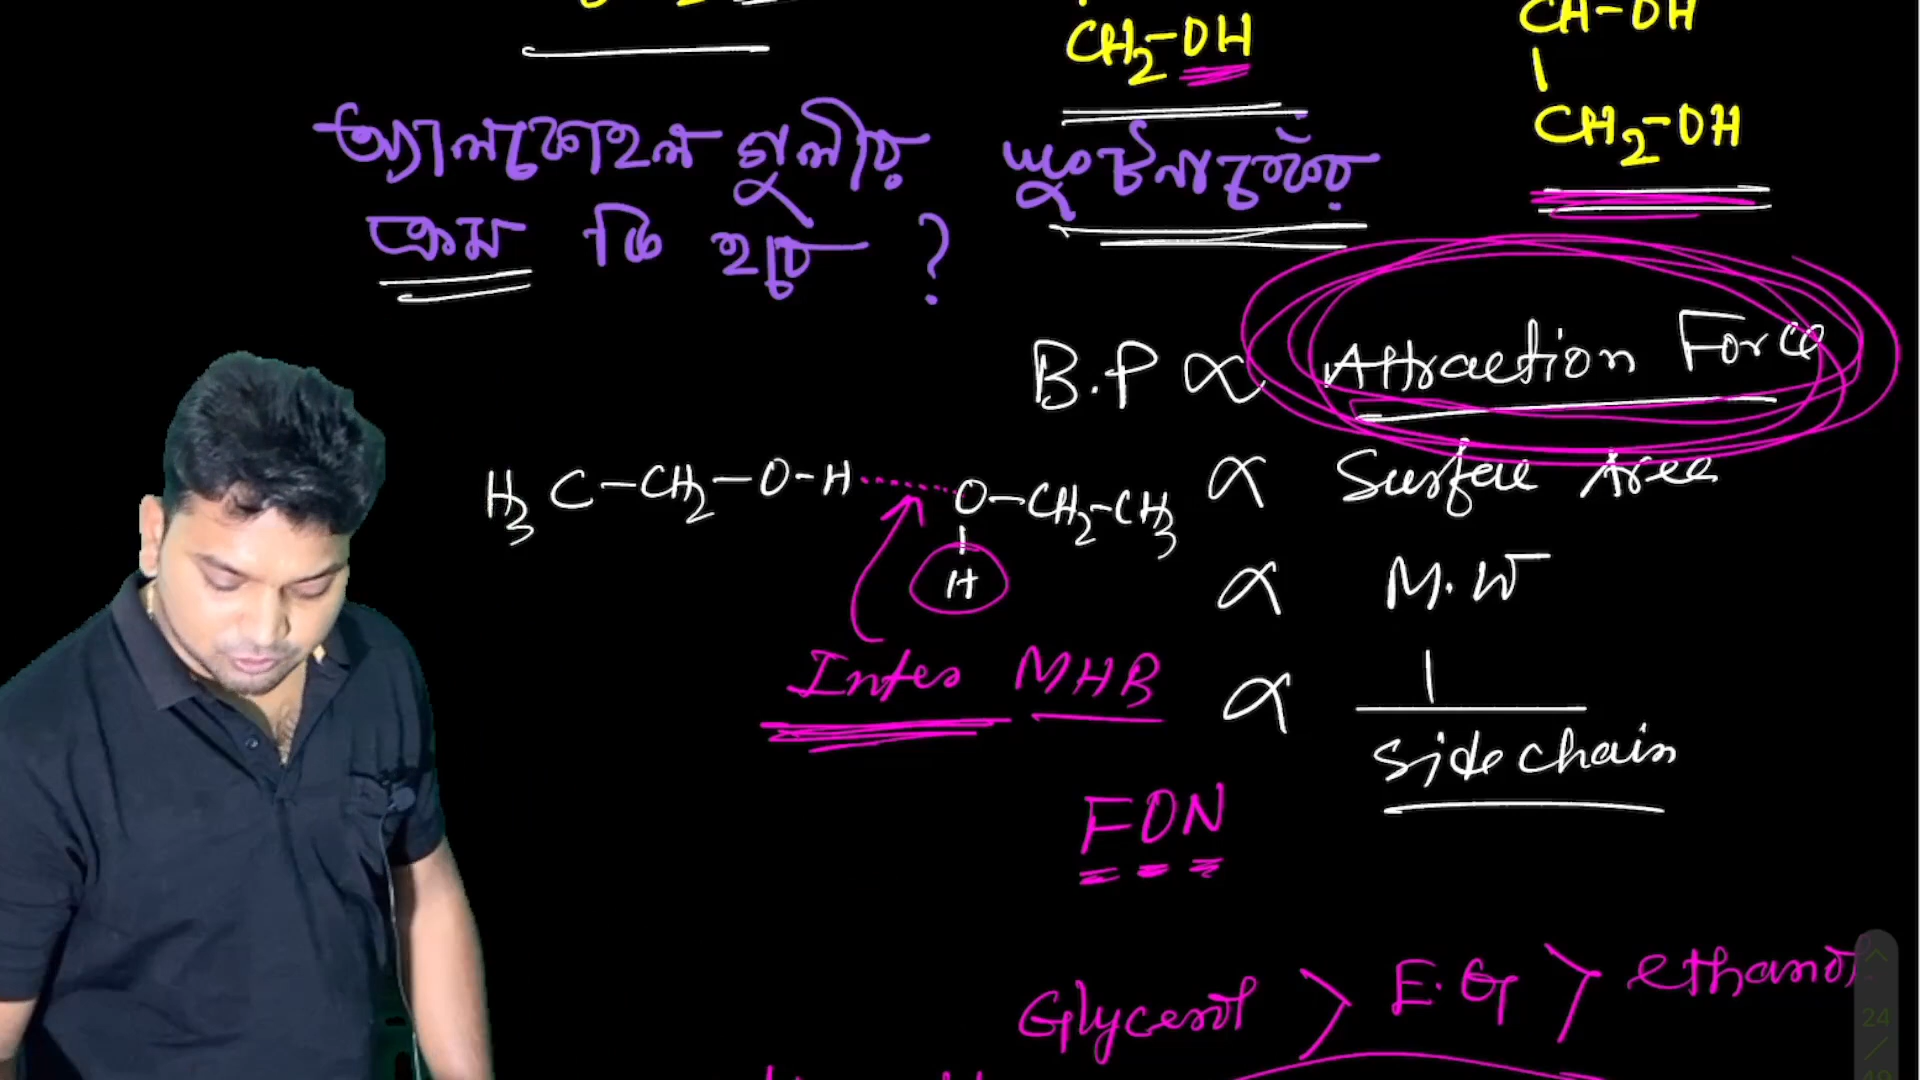 CH2-OH
CH-OH
CH2-OH
অ্যালকোহল গুলীর স্ফুটনাঙ্কের
ক্রম কি হবে ?
B.P ∝ Attraction Force
H3C-CH2-O-H......O-CH2-CH3
H
∝ Surface Area
∝ M.W
Inter MHB
∝ 1
side chain
FON
Glycerol > E.G > ethanol
24